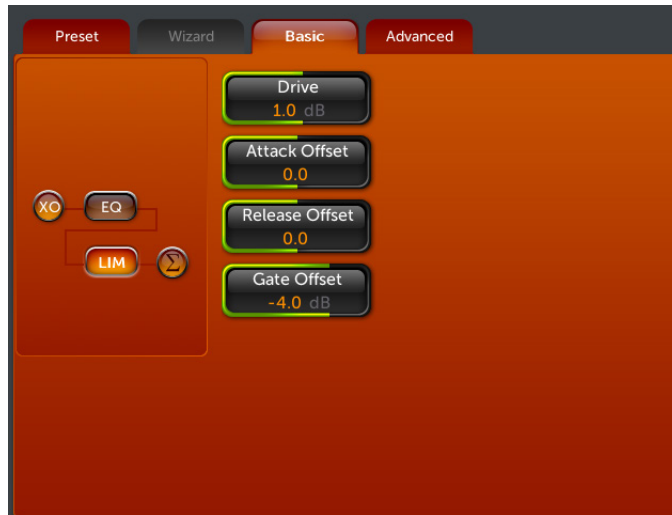 Preset
Wizard
Basic
Advanced
XO
EQ
LIM
Σ
Drive
1.0 dB
Attack Offset
0.0
Release Offset
0.0
Gate Offset
-4.0 dB